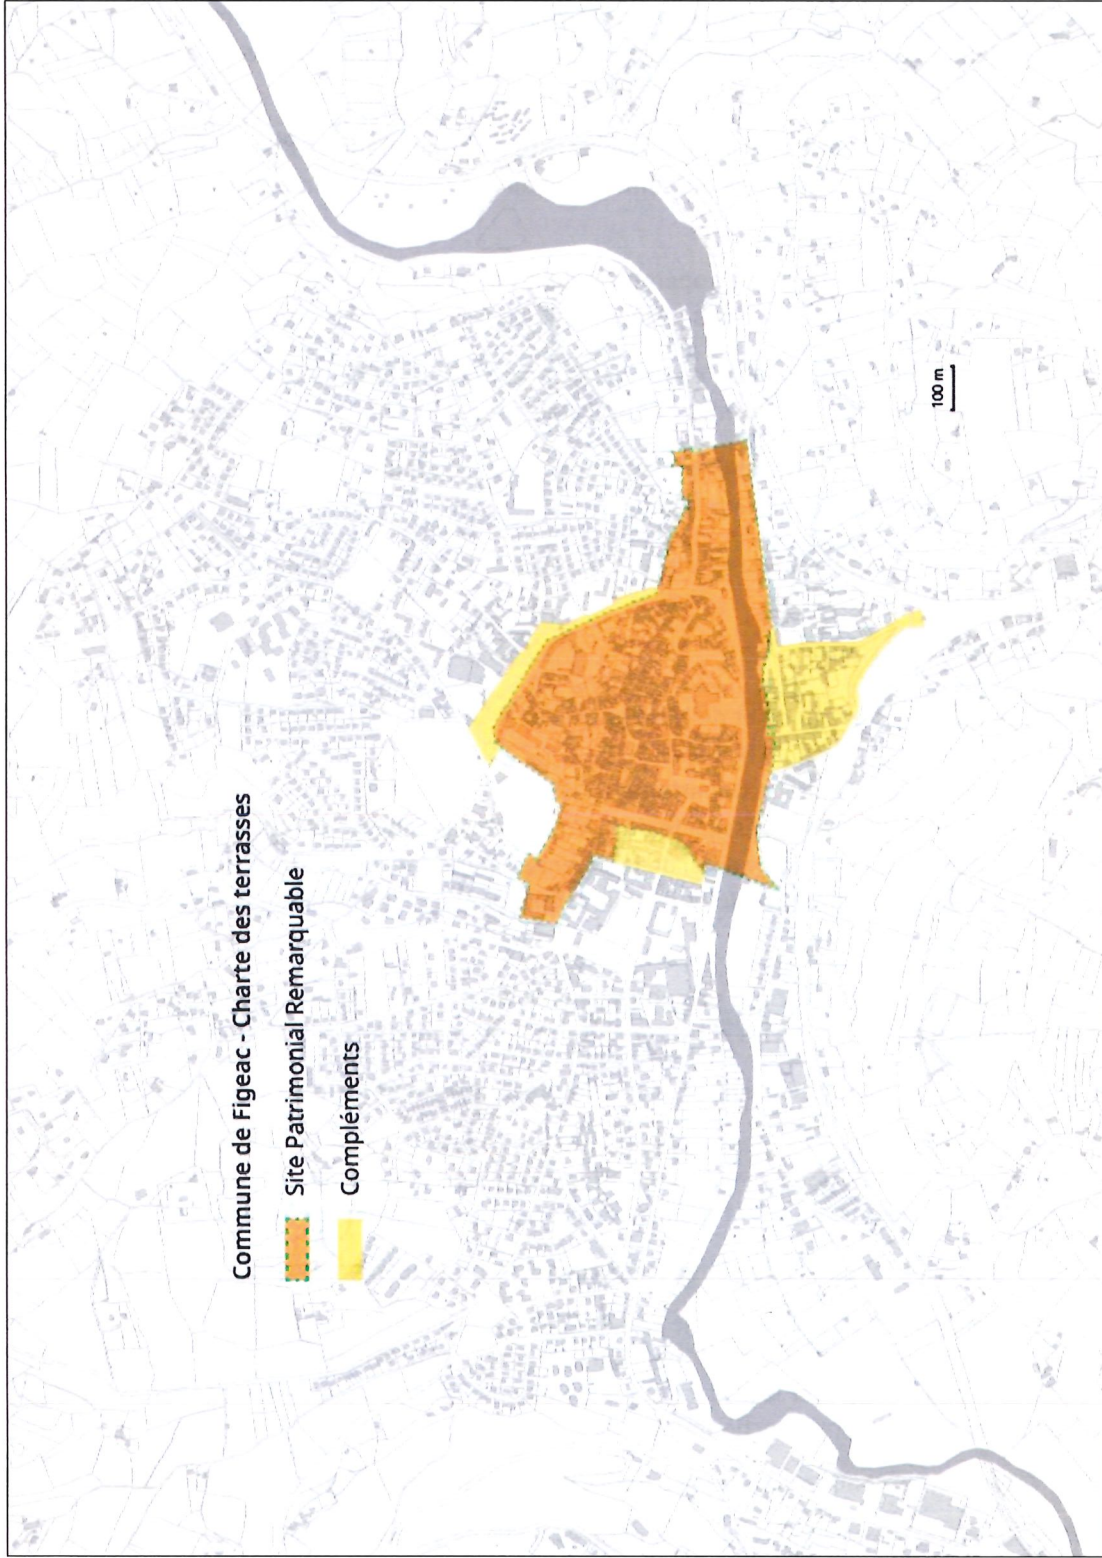 Commune de Figeac - Charte des terrasses
Site Patrimonial Remarquable
Compléments
100 m